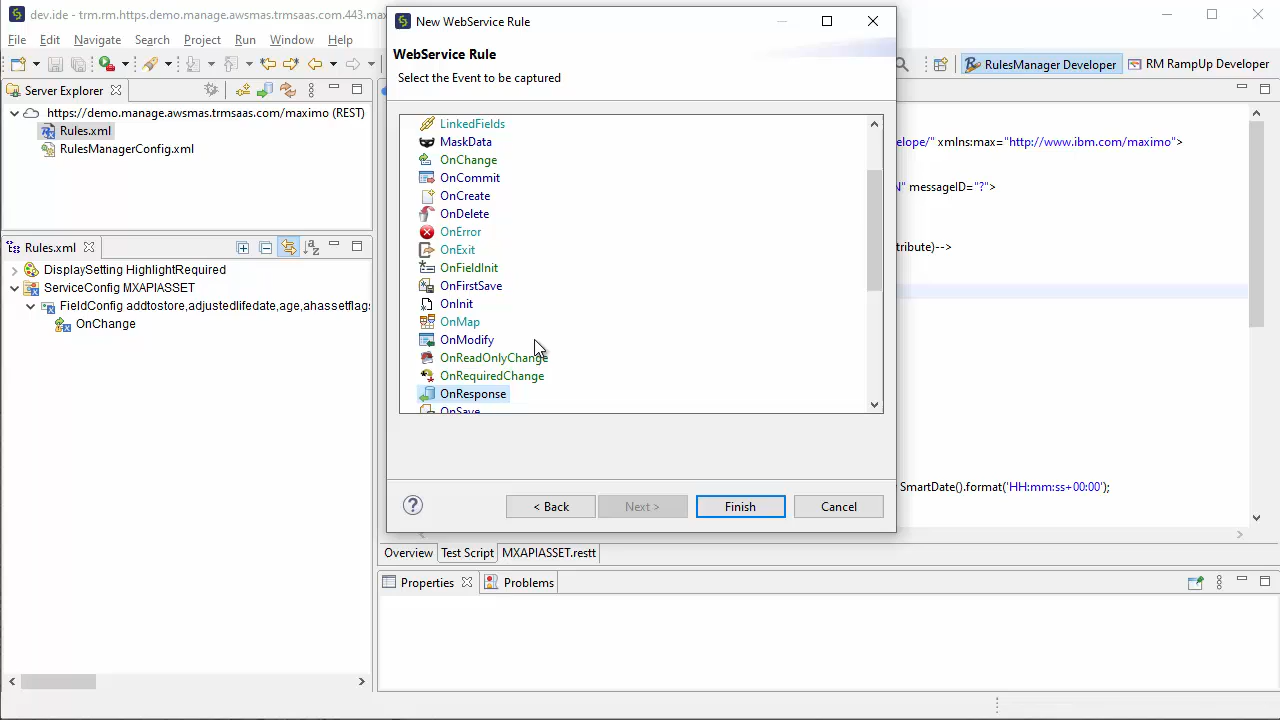 dev.ide - trm.rm.https.demo.manage.awsmas.trmsaas.com.443.max
New WebService Rule
File Edit Navigate Search Project Run Window Help
WebService Rule
Select the Event to be captured
RulesManager Developer
RM RampUp Developer
Server Explorer
https://demo.manage.awsmas.trmsaas.com/maximo (REST)
Rules.xml
RulesManagerConfig.xml
Rules.xml
DisplaySetting HighlightRequired
ServiceConfig MXAPIASSET
FieldConfig addtostore,adjustedlifedate,age,ahassetflags
OnChange
LinkedFields
MaskData
OnChange
OnCommit
OnCreate
OnDelete
OnError
OnExit
OnFieldInit
OnFirstSave
OnInit
OnMap
OnModify
OnReadOnlyChange
OnRequiredChange
OnResponse
OnSave
< Back
Next >
Finish
Cancel
elope/" xmlns:max="http://www.ibm.com/maximo">
N" messageID="?">
tribute)-->
SmartDate().format('HH:mm:ss+00:00');
Overview Test Script MXAPIASSET.restt
Properties
Problems